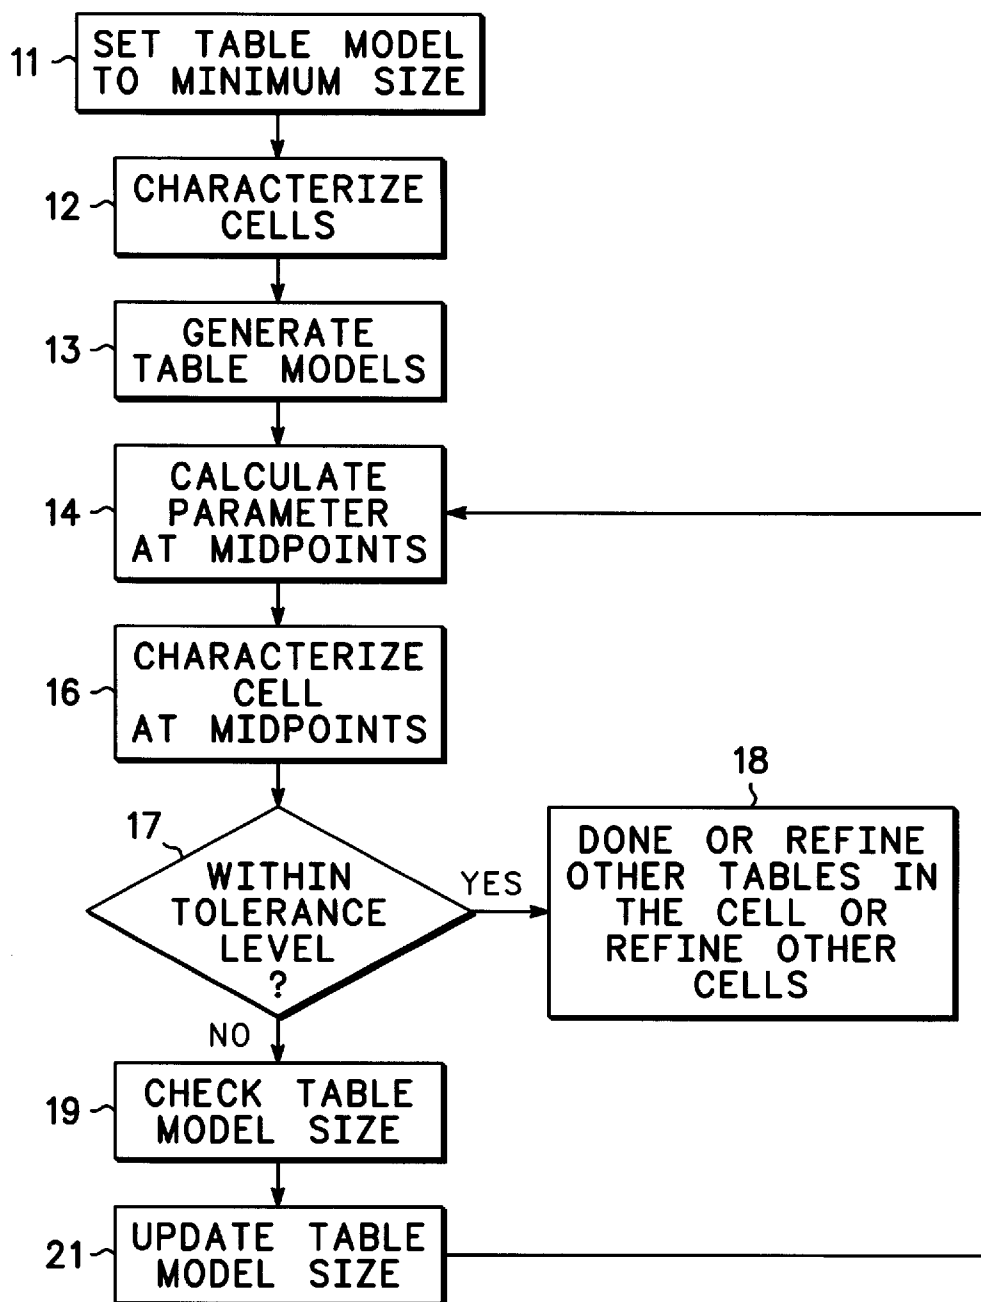 11
SET TABLE MODEL
TO MINIMUM SIZE
12
CHARACTERIZE
CELLS
13
GENERATE
TABLE MODELS
14
CALCULATE
PARAMETER
AT MIDPOINTS
16
CHARACTERIZE
CELL
AT MIDPOINTS
17
WITHIN
TOLERANCE
LEVEL
?
YES
18
DONE OR REFINE
OTHER TABLES IN
THE CELL OR
REFINE OTHER
CELLS
NO
19
CHECK TABLE
MODEL SIZE
21
UPDATE TABLE
MODEL SIZE